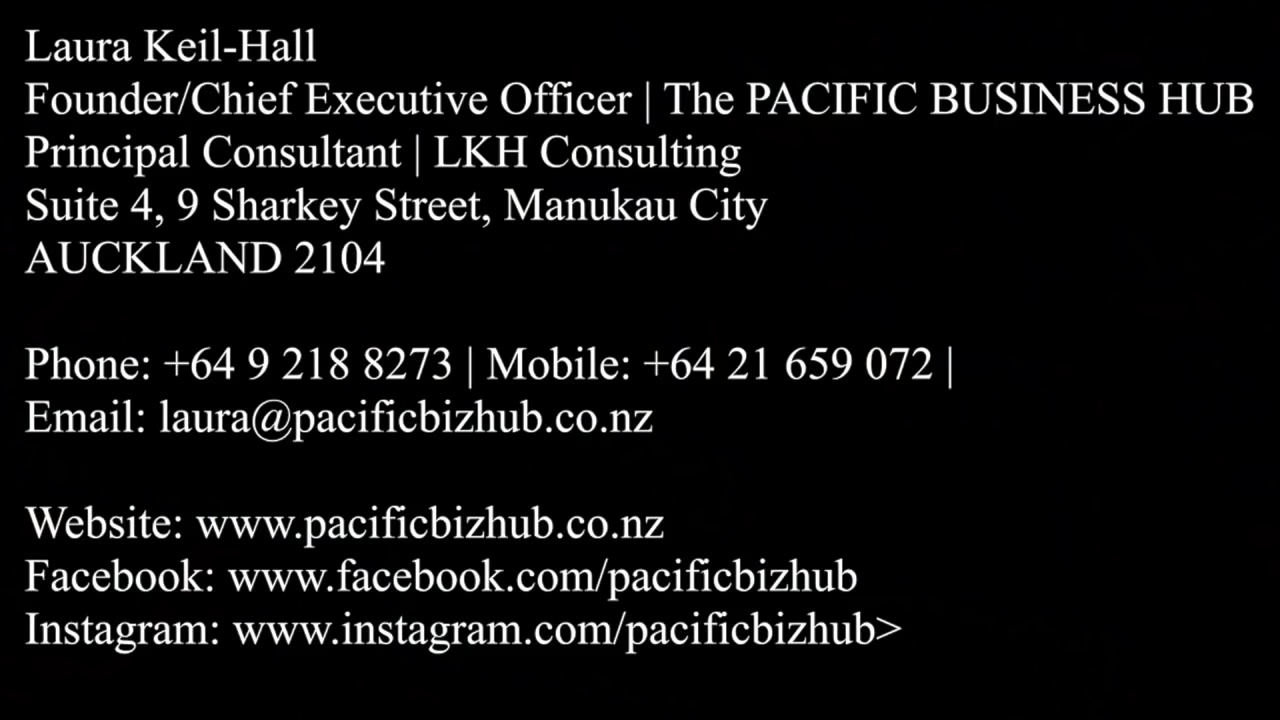 Laura Keil-Hall
Founder/Chief Executive Officer | The PACIFIC BUSINESS HUB
Principal Consultant | LKH Consulting
Suite 4, 9 Sharkey Street, Manukau City
AUCKLAND 2104
Phone: +64 9 218 8273 | Mobile: +64 21 659 072 |
Email: laura@pacificbizhub.co.nz
Website: www.pacificbizhub.co.nz
Facebook: www.facebook.com/pacificbizhub
Instagram: www.instagram.com/pacificbizhub>